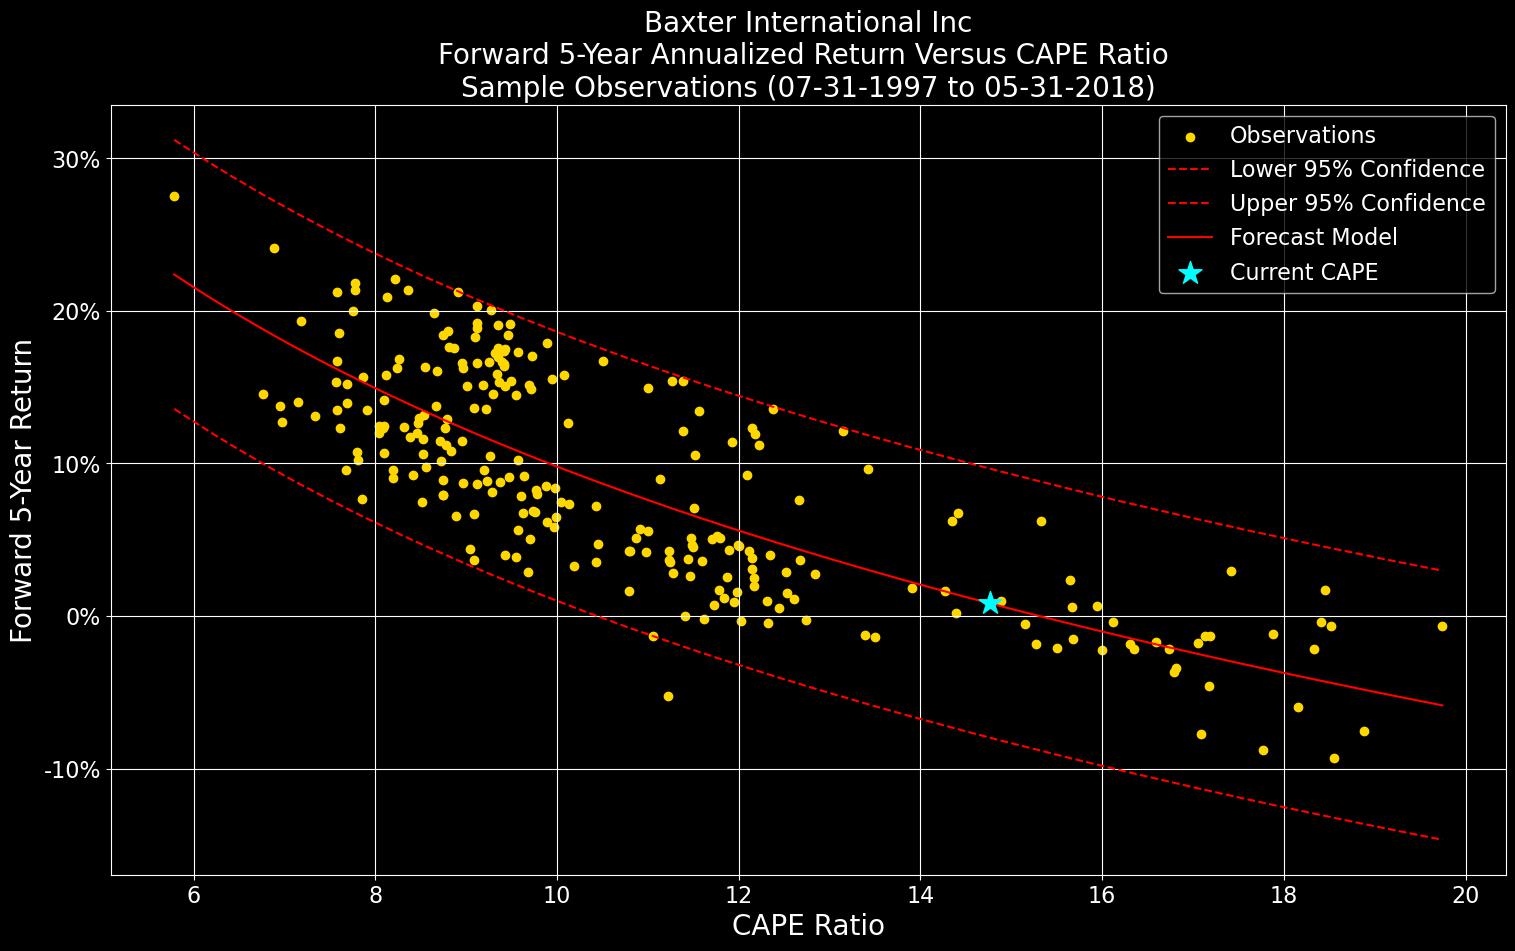 Baxter International Inc
Forward 5-Year Annualized Return Versus CAPE Ratio
Sample Observations (07-31-1997 to 05-31-2018)
Observations
Lower 95% Confidence
Upper 95% Confidence
Forecast Model
Current CAPE
Forward 5-Year Return
30%
20%
10%
0%
-10%
6 8 10 12 14 16 18 20
CAPE Ratio